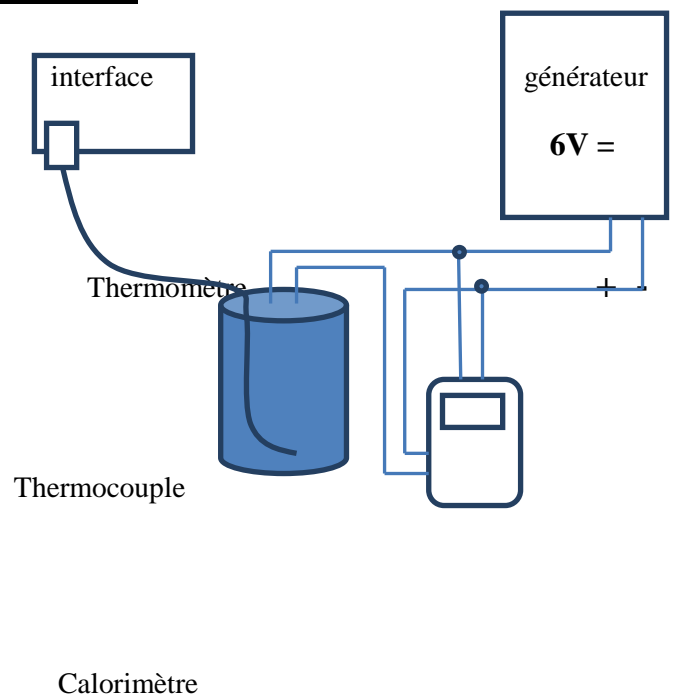 interface
générateur
6V =
Thermomètre
+ -
Thermocouple
Calorimètre